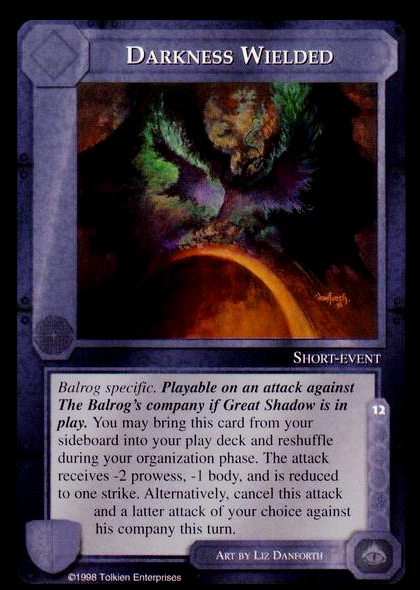 DARKNESS WIELDED
SHORT-EVENT
Balrog specific. Playable on an attack against
The Balrog's company if Great Shadow is in
play. You may bring this card from your
sideboard into your play deck and reshuffle
during your organization phase. The attack
receives -2 prowess, -1 body, and is reduced
to one strike. Alternatively, cancel this attack
and a latter attack of your choice against
his company this turn.
12
ART BY LIZ DANFORTH
©1998 Tolkien Enterprises